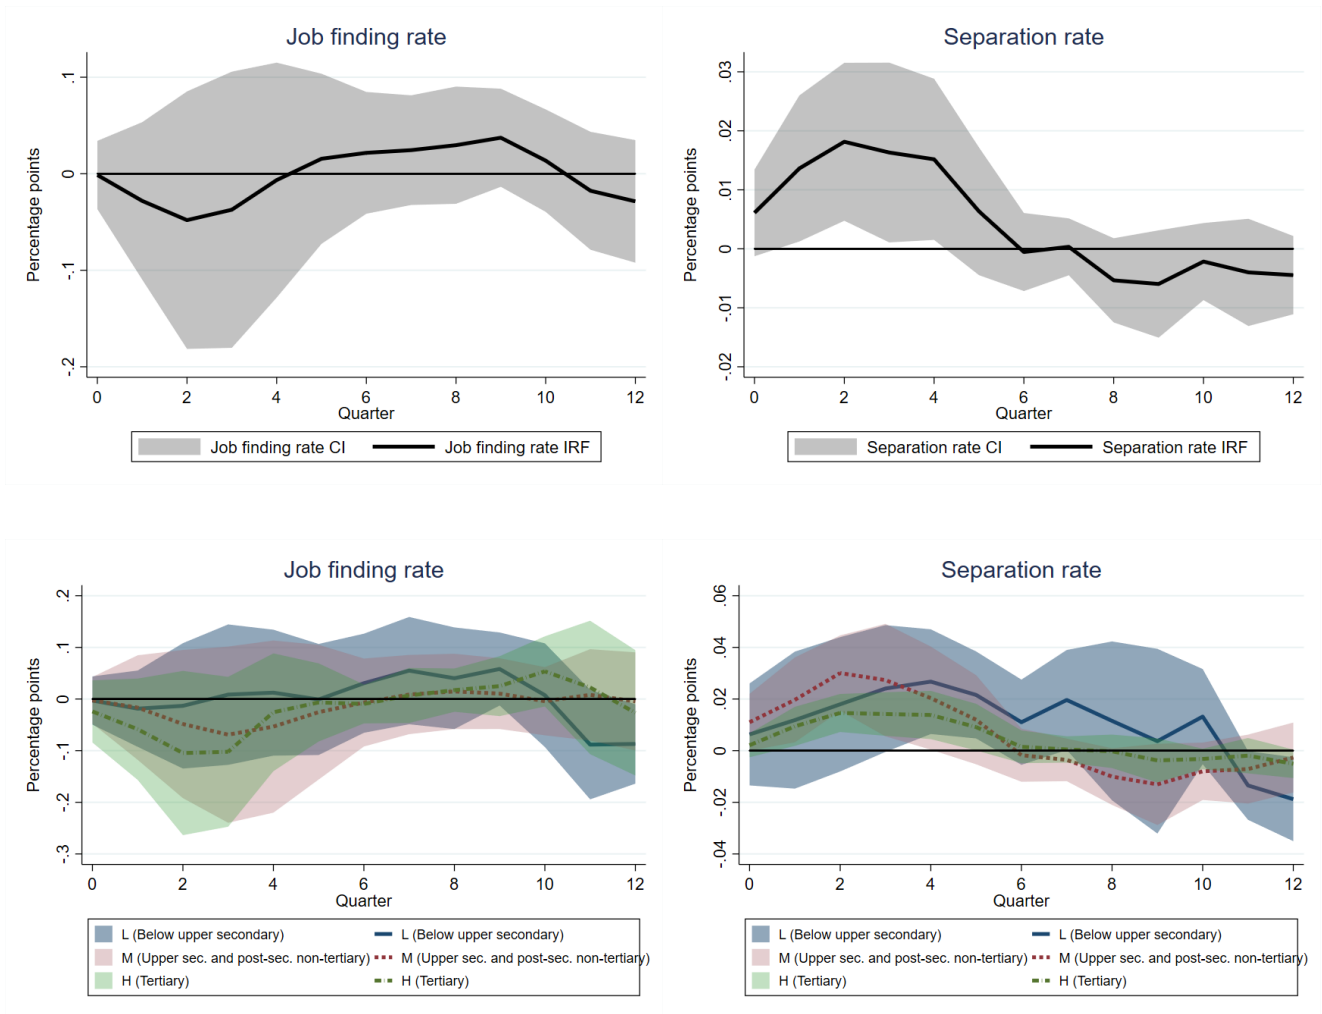 Job finding rate
Percentage points
.1
0
-.1
-.2
0 2 4 6 8 10 12
Quarter
Job finding rate CI Job finding rate IRF
Separation rate
Percentage points
.03
.02
.01
0
-.01
-.02
0 2 4 6 8 10 12
Quarter
Separation rate CI Separation rate IRF
Job finding rate
Percentage points
.2
.1
0
-.1
-.2
-.3
0 2 4 6 8 10 12
Quarter
L (Below upper secondary) L (Below upper secondary)
M (Upper sec. and post-sec. non-tertiary) M (Upper sec. and post-sec. non-tertiary)
H (Tertiary) H (Tertiary)
Separation rate
Percentage points
.06
.04
.02
0
-.02
-.04
0 2 4 6 8 10 12
Quarter
L (Below upper secondary) L (Below upper secondary)
M (Upper sec. and post-sec. non-tertiary) M (Upper sec. and post-sec. non-tertiary)
H (Tertiary) H (Tertiary)